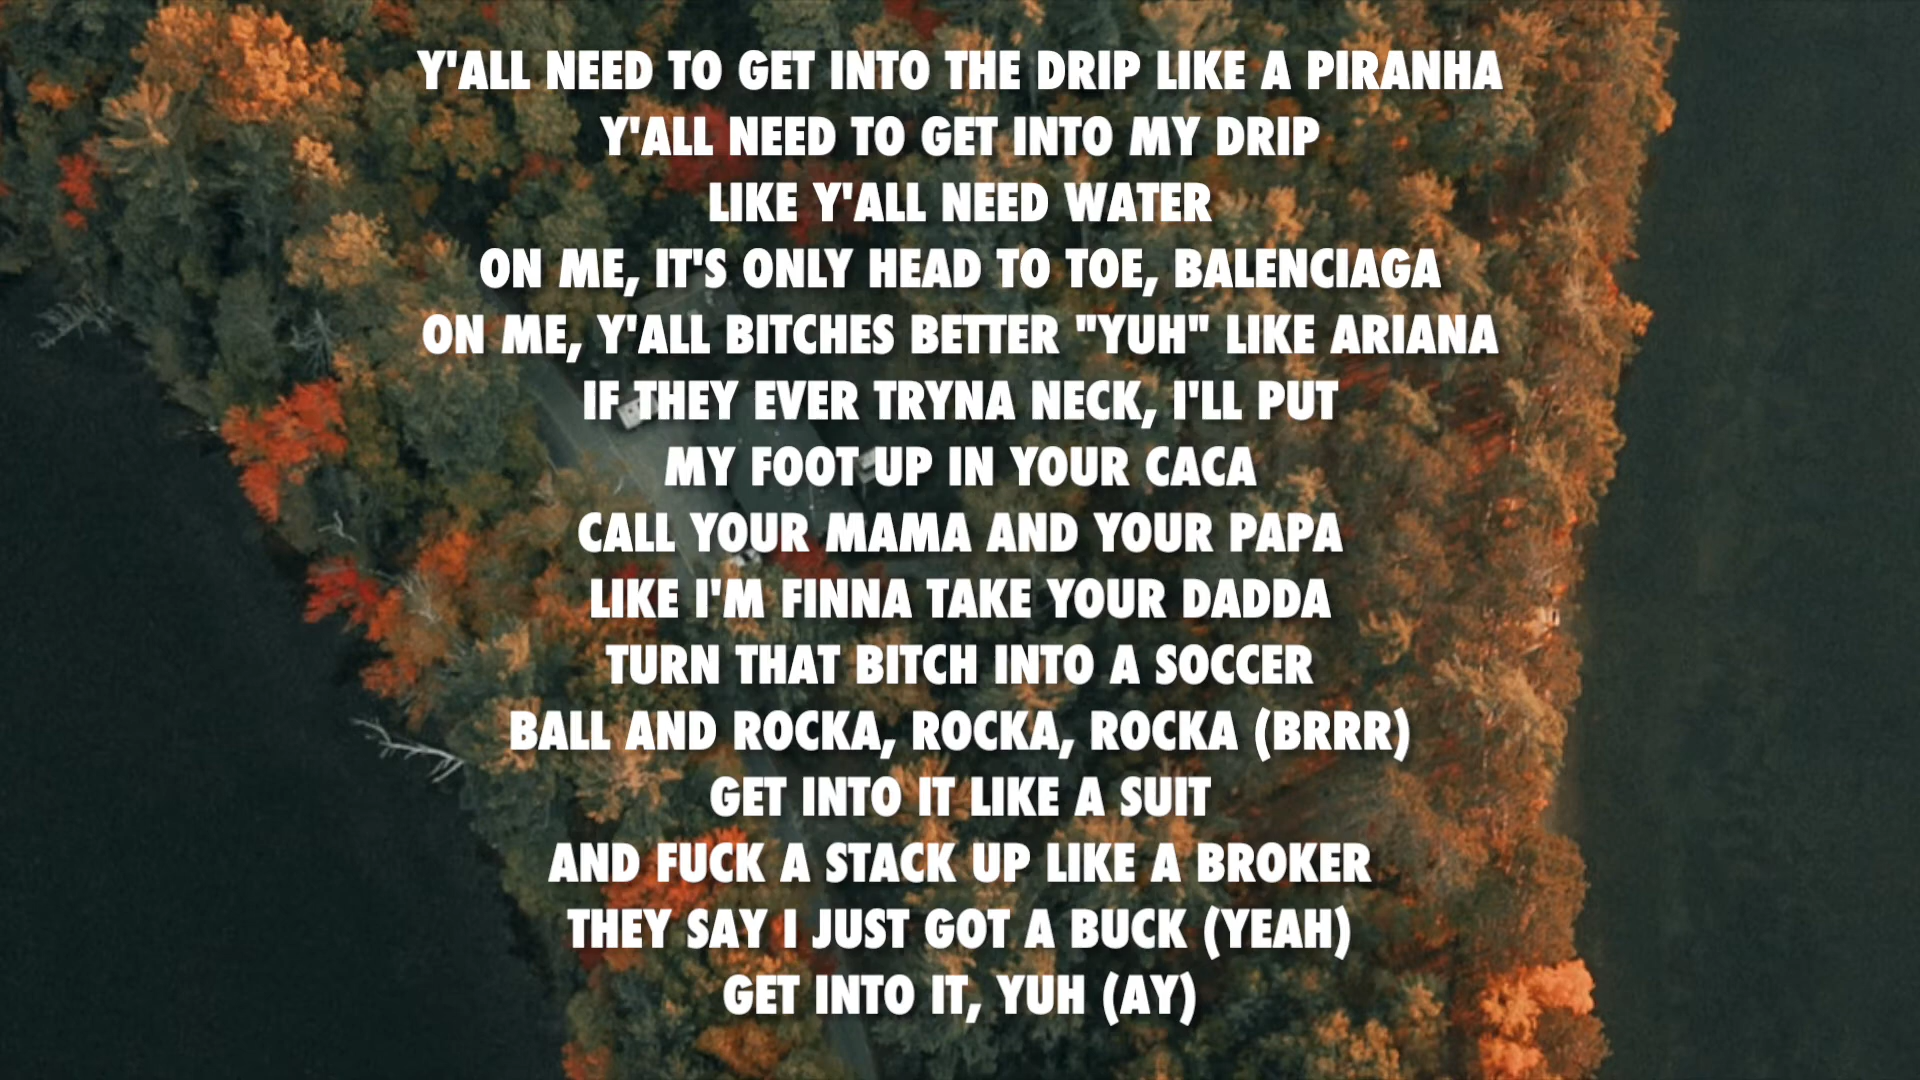 Y'ALL NEED TO GET INTO THE DRIP LIKE A PIRANHA
Y'ALL NEED TO GET INTO MY DRIP
LIKE Y'ALL NEED WATER
ON ME, IT'S ONLY HEAD TO TOE, BALENCIAGA
ON ME, Y'ALL BITCHES BETTER "YUH" LIKE ARIANA
IF THEY EVER TRYNA NECK, I'LL PUT
MY FOOT UP IN YOUR CACA
CALL YOUR MAMA AND YOUR PAPA
LIKE I'M FINNA TAKE YOUR DADDA
TURN THAT BITCH INTO A SOCCER
BALL AND ROCKA, ROCKA, ROCKA (BRRR)
GET INTO IT LIKE A SUIT
AND FUCK A STACK UP LIKE A BROKER
THEY SAY I JUST GOT A BUCK (YEAH)
GET INTO IT, YUH (AY)